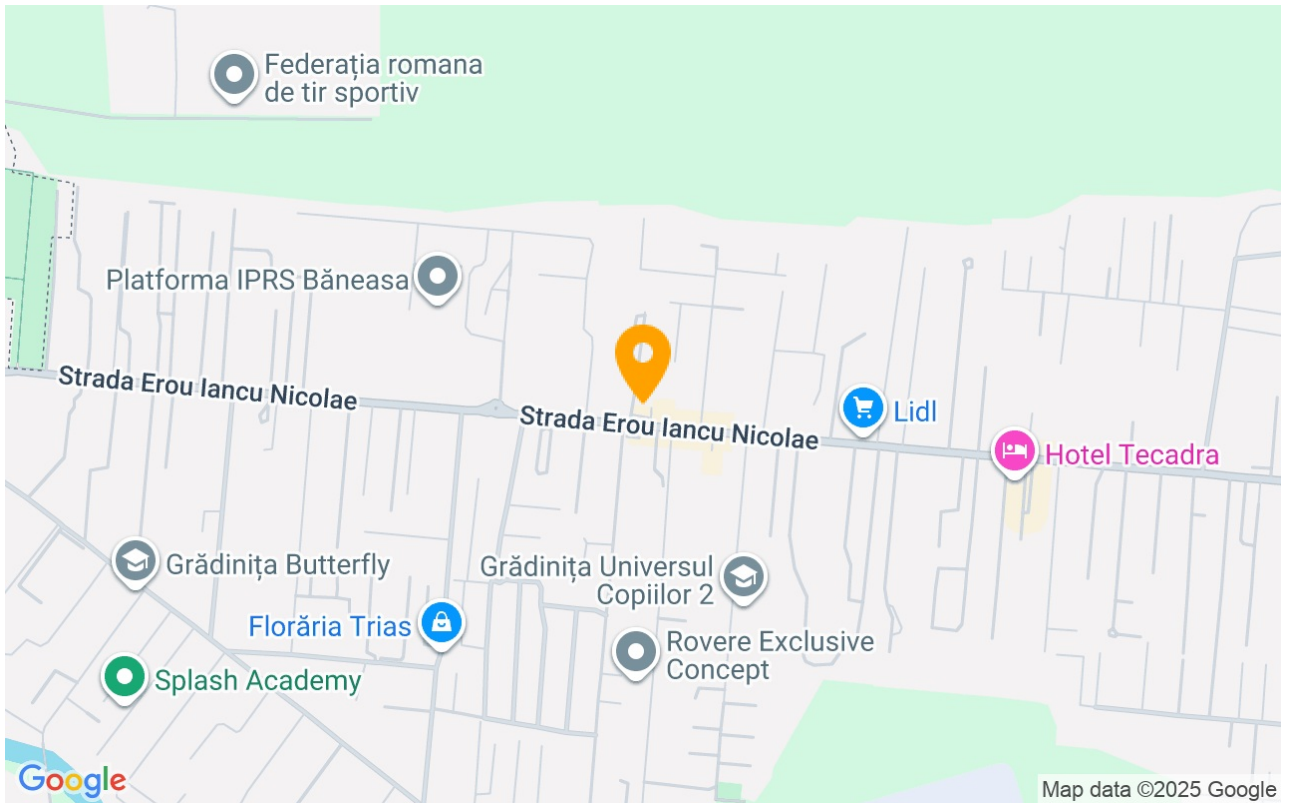 Federația romana
de tir sportiv
Platforma IPRS Băneasa
Strada Erou Iancu Nicolae
Strada Erou Iancu Nicolae
Lidl
Hotel Tecadra
Grădinița Butterfly
Grădinița Universul
Copiilor 2
Florăria Trias
Rovere Exclusive
Concept
Splash Academy
Google
Map data ©2025 Google